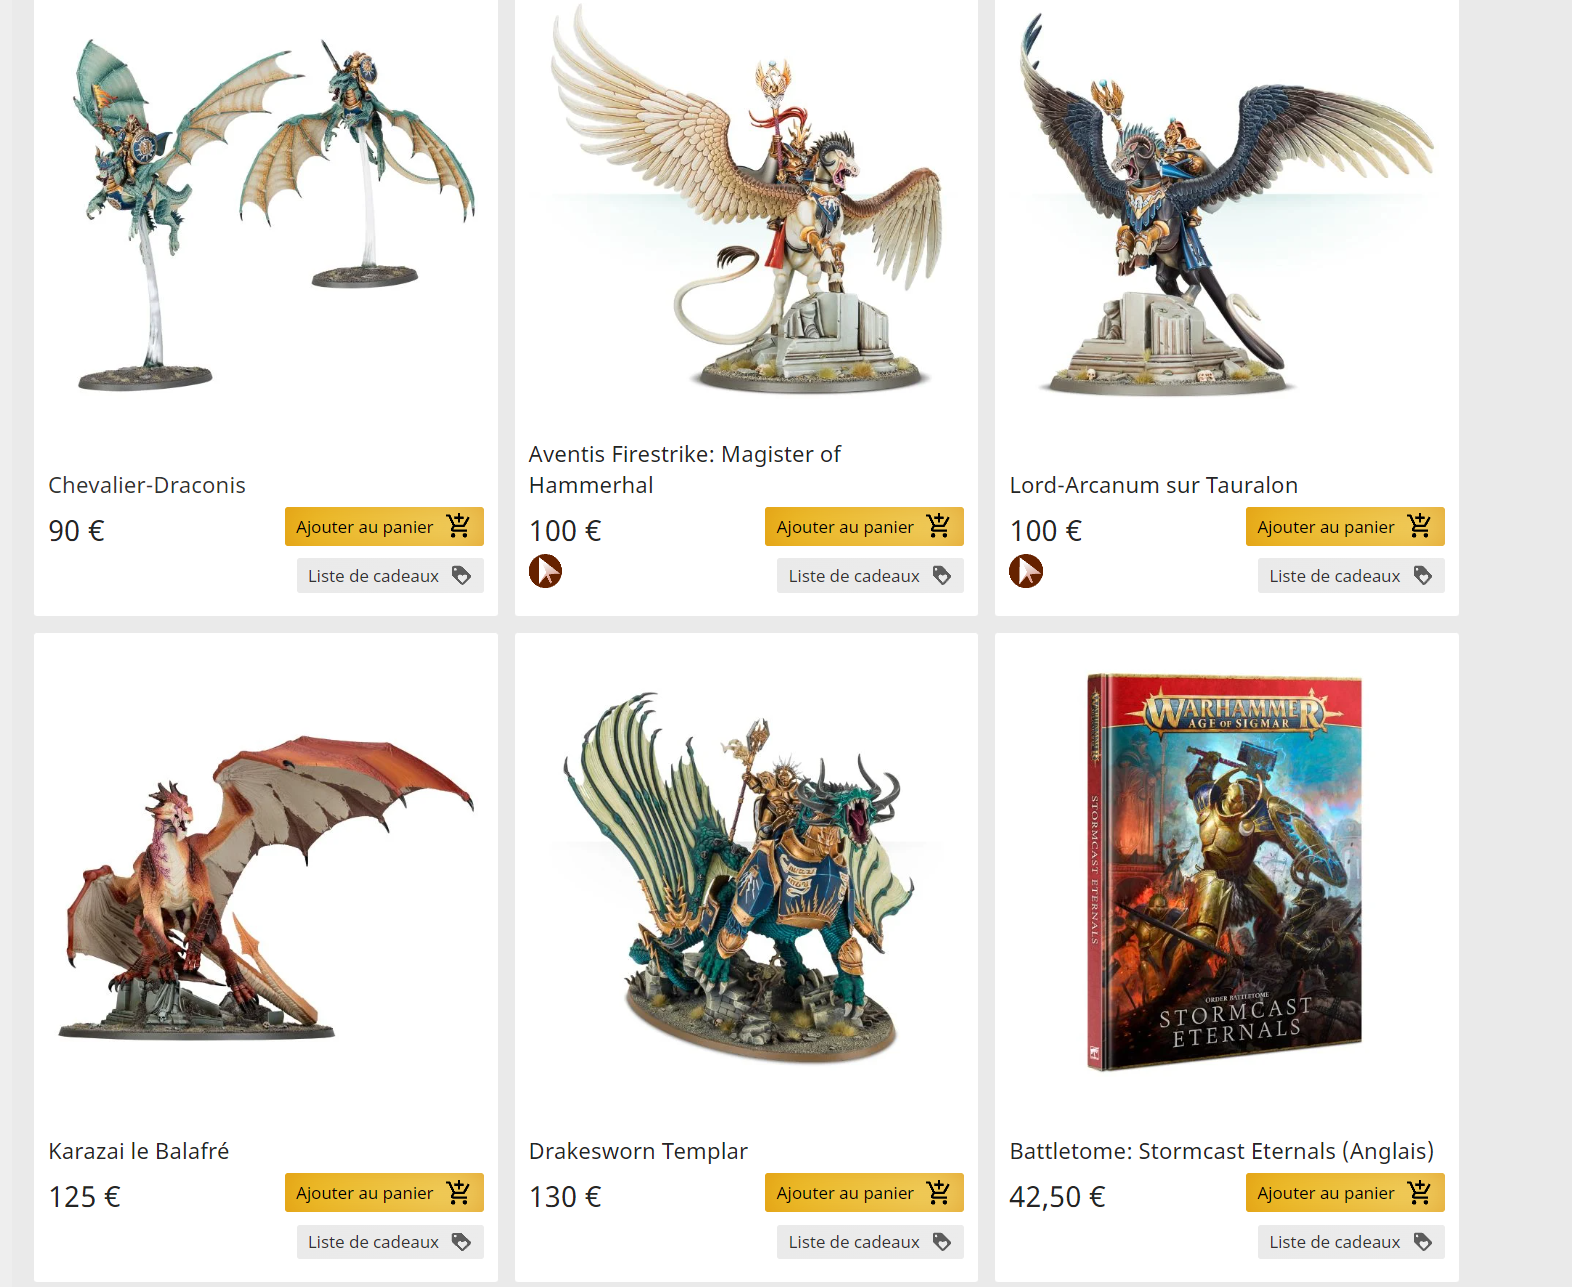 Chevalier-Draconis
90 €
Ajouter au panier
Liste de cadeaux
Aventis Firestrike: Magister of
Hammerhal
100 €
Ajouter au panier
Liste de cadeaux
Lord-Arcanum sur Tauralon
100 €
Ajouter au panier
Liste de cadeaux
Karazai le Balafré
125 €
Ajouter au panier
Liste de cadeaux
Drakesworn Templar
130 €
Ajouter au panier
Liste de cadeaux
WARHAMMER
AGE OF SIGMAR
STORMCAST ETERNALS
ORDER BATTLETOME
STORMCAST
ETERNALS
Battletome: Stormcast Eternals (Anglais)
42,50 €
Ajouter au panier
Liste de cadeaux